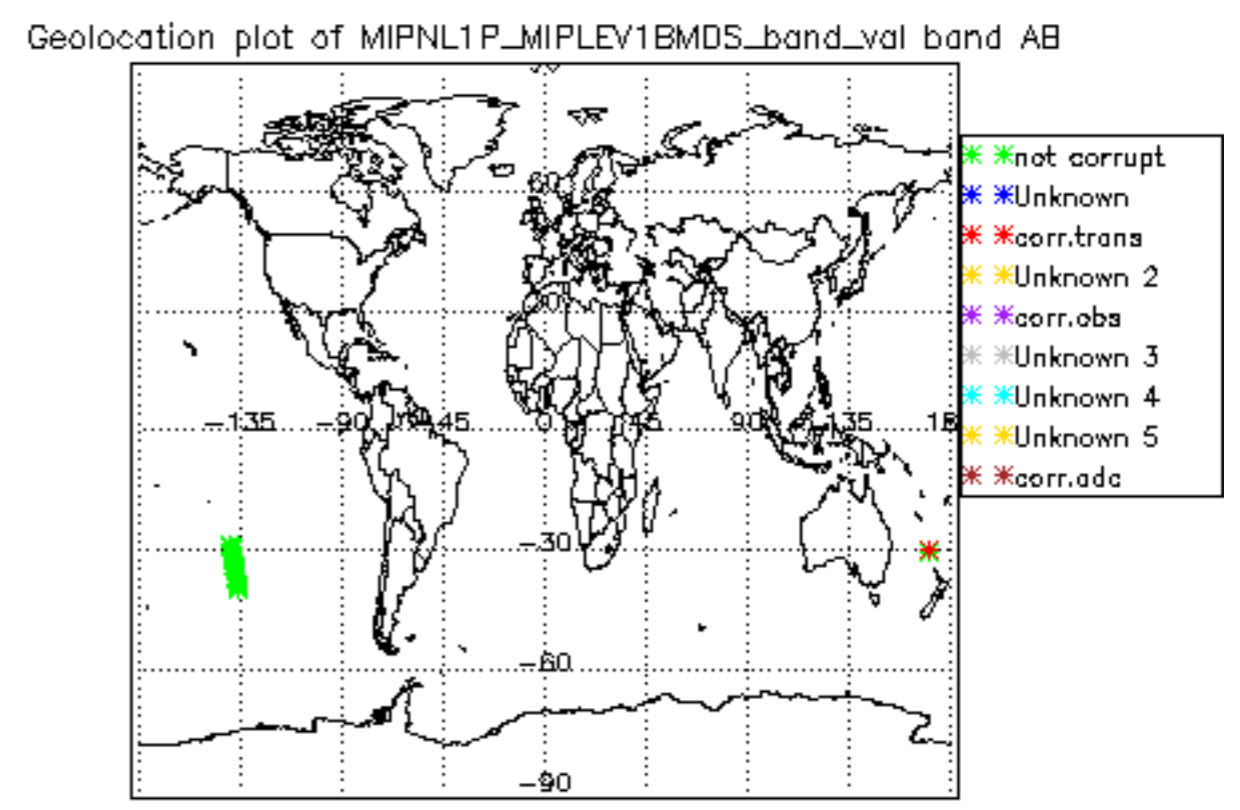 Geolocation plot of MIPNL1P_MIPLEV1BMDS_band_val band AB
not corrupt
Unknown
corr.trans
Unknown 2
corr.obs
Unknown 3
Unknown 4
Unknown 5
corr.adc
60
-135 -90 -45 0 45 90 135
-30
-60
-90